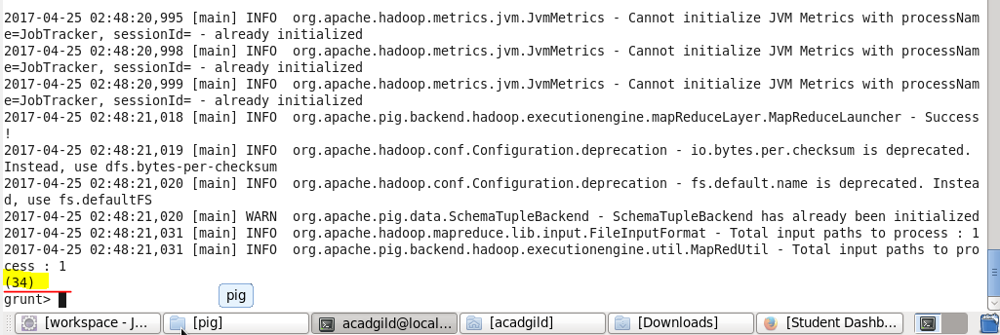 2017-04-25 02:48:20,995 [main] INFO  org.apache.hadoop.metrics.jvm.JvmMetrics - Cannot initialize JVM Metrics with processNam
e=JobTracker, sessionId= - already initialized
2017-04-25 02:48:20,998 [main] INFO  org.apache.hadoop.metrics.jvm.JvmMetrics - Cannot initialize JVM Metrics with processNam
e=JobTracker, sessionId= - already initialized
2017-04-25 02:48:20,999 [main] INFO  org.apache.hadoop.metrics.jvm.JvmMetrics - Cannot initialize JVM Metrics with processNam
e=JobTracker, sessionId= - already initialized
2017-04-25 02:48:21,018 [main] INFO  org.apache.pig.backend.hadoop.executionengine.mapReduceLayer.MapReduceLauncher - Success
!
2017-04-25 02:48:21,019 [main] INFO  org.apache.hadoop.conf.Configuration.deprecation - io.bytes.per.checksum is deprecated.
Instead, use dfs.bytes-per-checksum
2017-04-25 02:48:21,020 [main] INFO  org.apache.hadoop.conf.Configuration.deprecation - fs.default.name is deprecated. Instea
d, use fs.defaultFS
2017-04-25 02:48:21,020 [main] WARN  org.apache.pig.data.SchemaTupleBackend - SchemaTupleBackend has already been initialized
2017-04-25 02:48:21,031 [main] INFO  org.apache.hadoop.mapreduce.lib.input.FileInputFormat - Total input paths to process : 1
2017-04-25 02:48:21,031 [main] INFO  org.apache.pig.backend.hadoop.executionengine.util.MapRedUtil - Total input paths to pro
cess : 1
(34)
grunt>
pig
[workspace - J... [pig] acadgild@local... [acadgild] [Downloads] [Student Dashb...